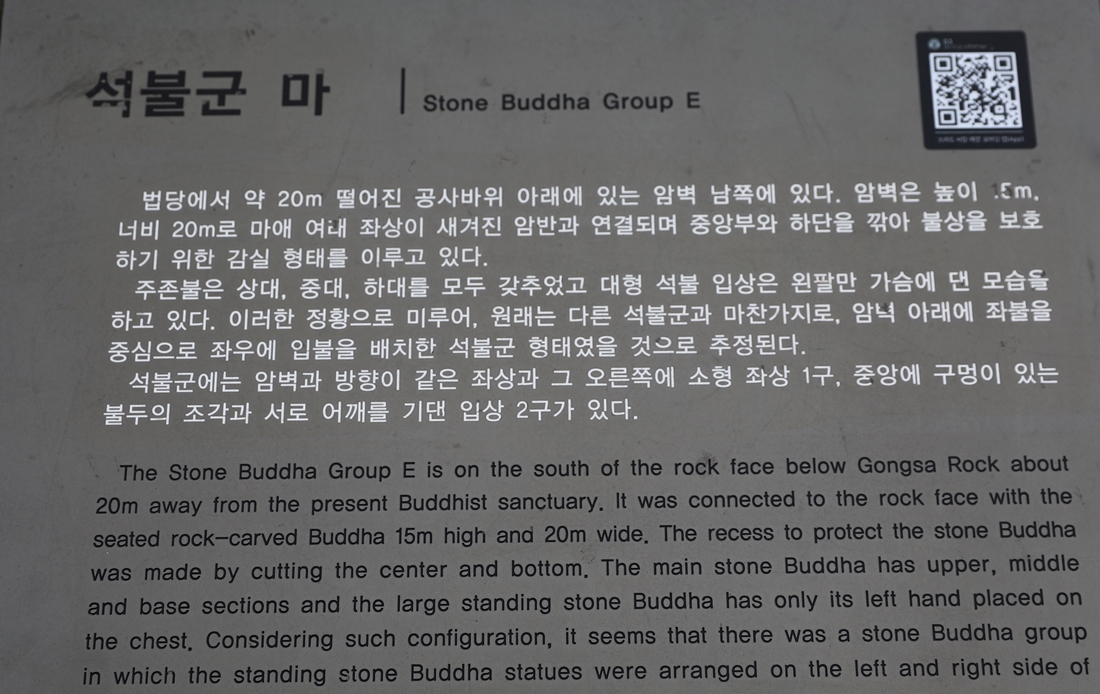 석불군 마 | Stone Buddha Group E
법당에서 약 20m 떨어진 공사바위 아래에 있는 암벽 남쪽에 있다. 암벽은 높이
너비 20m로 마애 여래 좌상이 새겨진 암반과 연결되며 중앙부와 하단을 깎아 불상을 보호
하기 위한 감실 형태를 이루고 있다.
주존불은 상대, 중대, 하대를 모두 갖추었고 대형 석불 입상은 왼팔만 가슴에 댄 모습을
하고 있다. 이러한 정황으로 미루어, 원래는 다른 석불군과 마찬가지로, 암벽 아래에 좌불을
중심으로 좌우에 입불을 배치한 석불군 형태였을 것으로 추정된다.
석불군에는 암벽과 방향이 같은 좌상과 그 오른쪽에 소형 좌상 1구, 중앙에 구멍이 있는
불두의 조각과 서로 어깨를 기댄 입상 2구가 있다.
The Stone Buddha Group E is on the south of the rock face below Gongsa Rock about
20m away from the present Buddhist sanctuary. It was connected to the rock face with the
seated rock-carved Buddha 15m high and 20m wide. The recess to protect the stone Buddha
was made by cutting the center and bottom. The main stone Buddha has upper, middle
and base sections and the large standing stone Buddha has only its left hand placed on
the chest. Considering such configuration, it seems that there was a stone Buddha group
in which the standing stone Buddha statues were arranged on the left and right side of